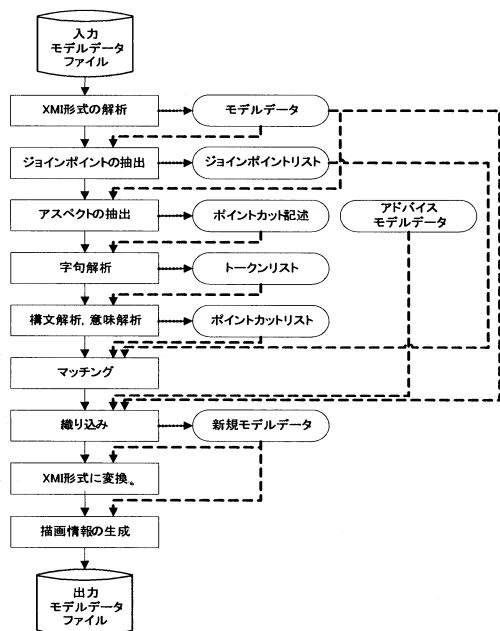 入力
モデルデータ
ファイル
XMI形式の解析
モデルデータ
ジョインポイントの抽出
ジョインポイントリスト
アスペクトの抽出
ポイントカット記述
アドバイス
モデルデータ
字句解析
トークンリスト
構文解析，意味解析
ポイントカットリスト
マッチング
織り込み
新規モデルデータ
XMI形式に変換。
描画情報の生成
出力
モデルデータ
ファイル